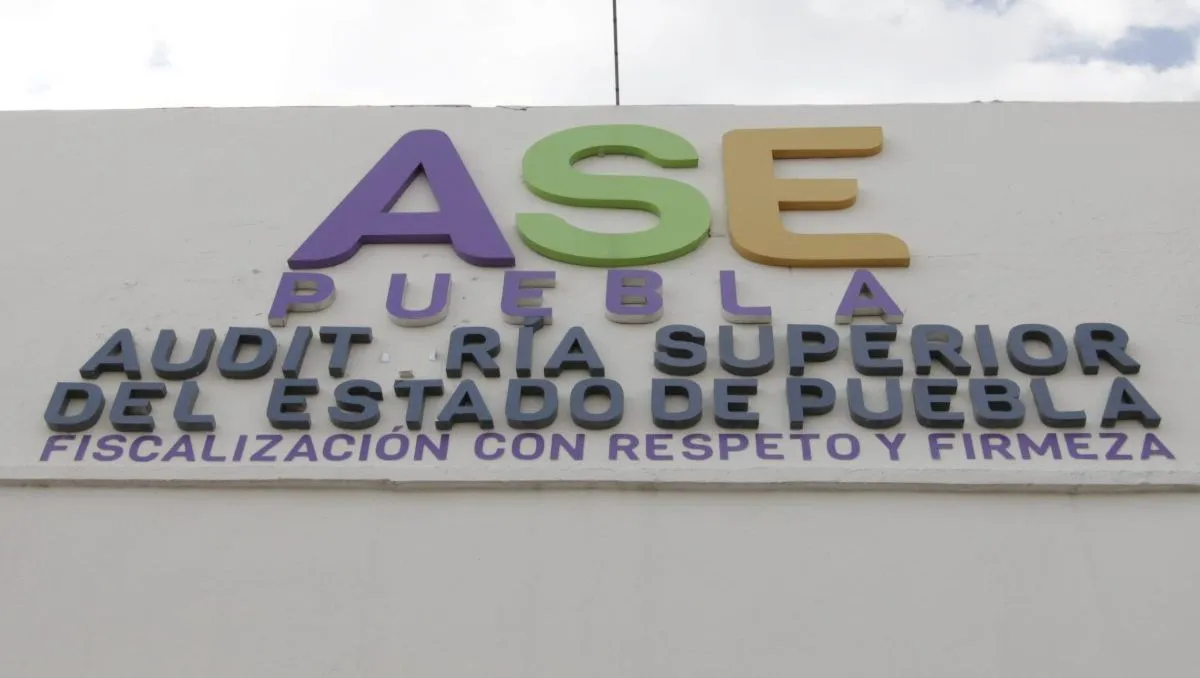 ASE
PUEBLA
AUDIT RÍA SUPERIOR
DEL ESTADO DE PUEBLA
FISCALIZACIÓN CON RESPETO Y FIRMEZA